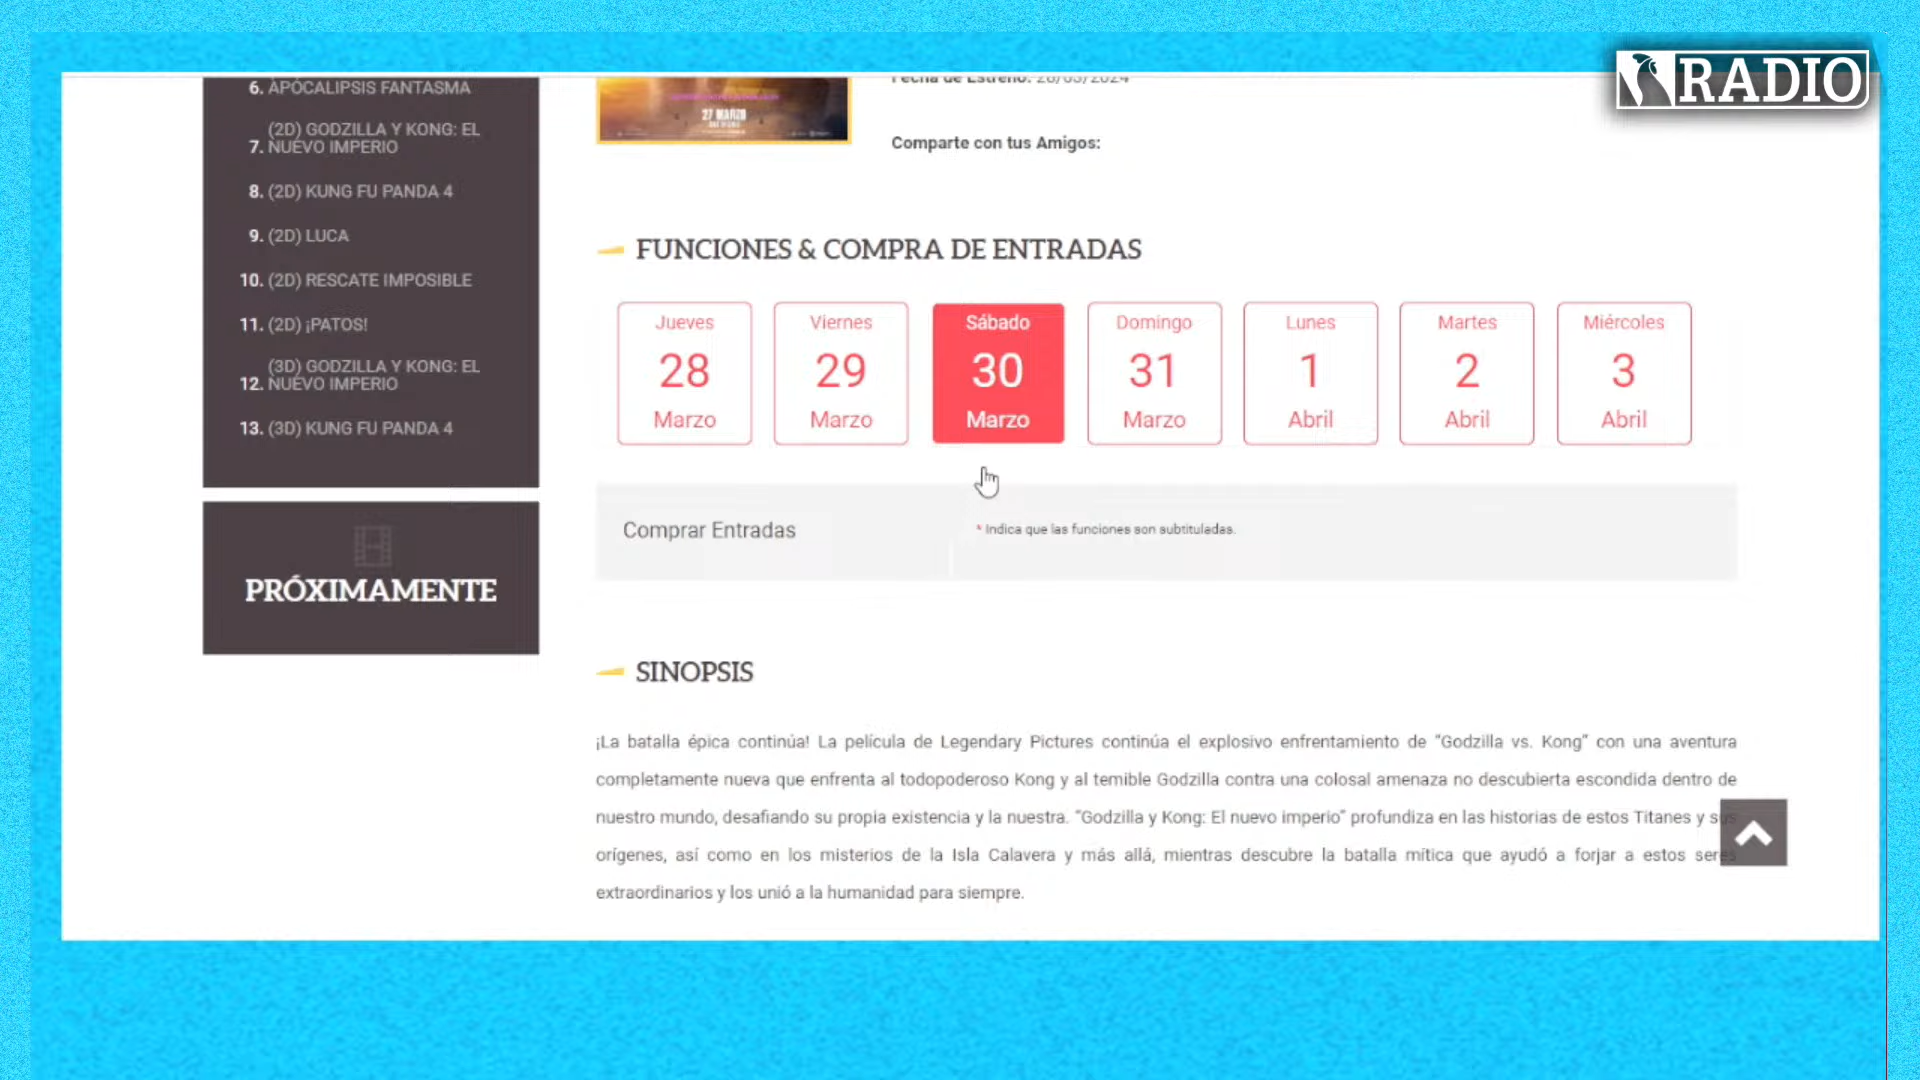 RADIO
6. APÓCALIPSIS FANTASMA
7. (2D) GODZILLA Y KONG: EL
NUEVO IMPERIO
8. (2D) KUNG FU PANDA 4
9. (2D) LUCA
10. (2D) RESCATE IMPOSIBLE
11. (2D) ¡PATOS!
12. (3D) GODZILLA Y KONG: EL
NUEVO IMPERIO
13. (3D) KUNG FU PANDA 4
PRÓXIMAMENTE
27 MARZO
Fecha de Estreno: 28/03/2024
Comparte con tus Amigos:
FUNCIONES & COMPRA DE ENTRADAS
Jueves
28
Marzo
Viernes
29
Marzo
Sábado
30
Marzo
Domingo
31
Marzo
Lunes
1
Abril
Martes
2
Abril
Miércoles
3
Abril
Comprar Entradas
* Indica que las funciones son subtituladas.
SINOPSIS
¡La batalla épica continúa! La película de Legendary Pictures continúa el explosivo enfrentamiento de “Godzilla vs. Kong” con una aventura
completamente nueva que enfrenta al todopoderoso Kong y al temible Godzilla contra una colosal amenaza no descubierta escondida dentro de
nuestro mundo, desafiando su propia existencia y la nuestra. “Godzilla y Kong: El nuevo imperio” profundiza en las historias de estos Titanes y sus
orígenes, así como en los misterios de la Isla Calavera y más allá, mientras descubre la batalla mítica que ayudó a forjar a estos seres
extraordinarios y los unió a la humanidad para siempre.